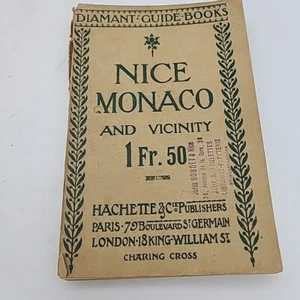 DIAMANT·GUIDE-BOOKS
NICE
MONACO
AND VICINITY
1 Fr. 50
HACHETTE & Cie PUBLISHERS
PARIS·79 BOULEVARD St GERMAIN
LONDON·18 KING-WILLIAM St.
CHARING CROSS